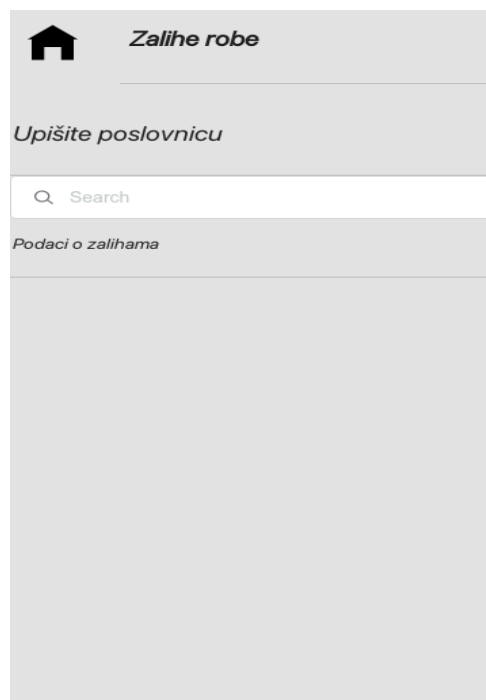 Zalihe robe
Upišite poslovnicu
Search
Podaci o zalihama